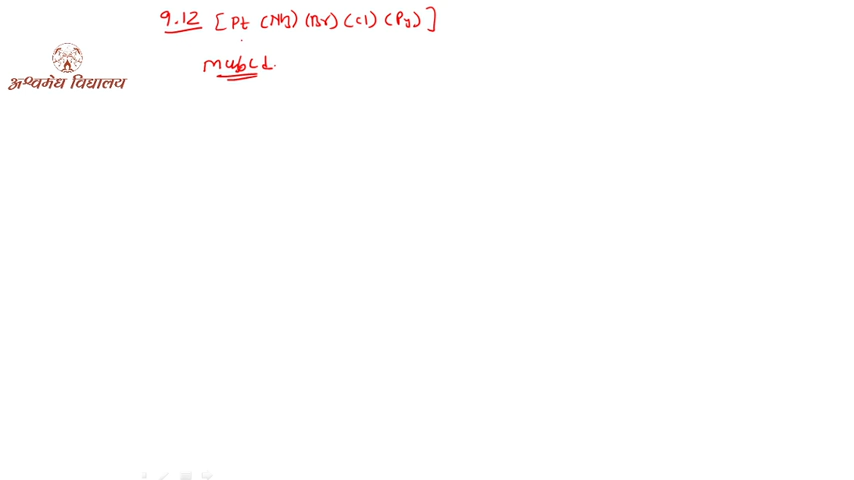 9.12 [Pt (NH3) (Br) (Cl) (Py)]
Mabcd.
अश्वमेध विद्यालय